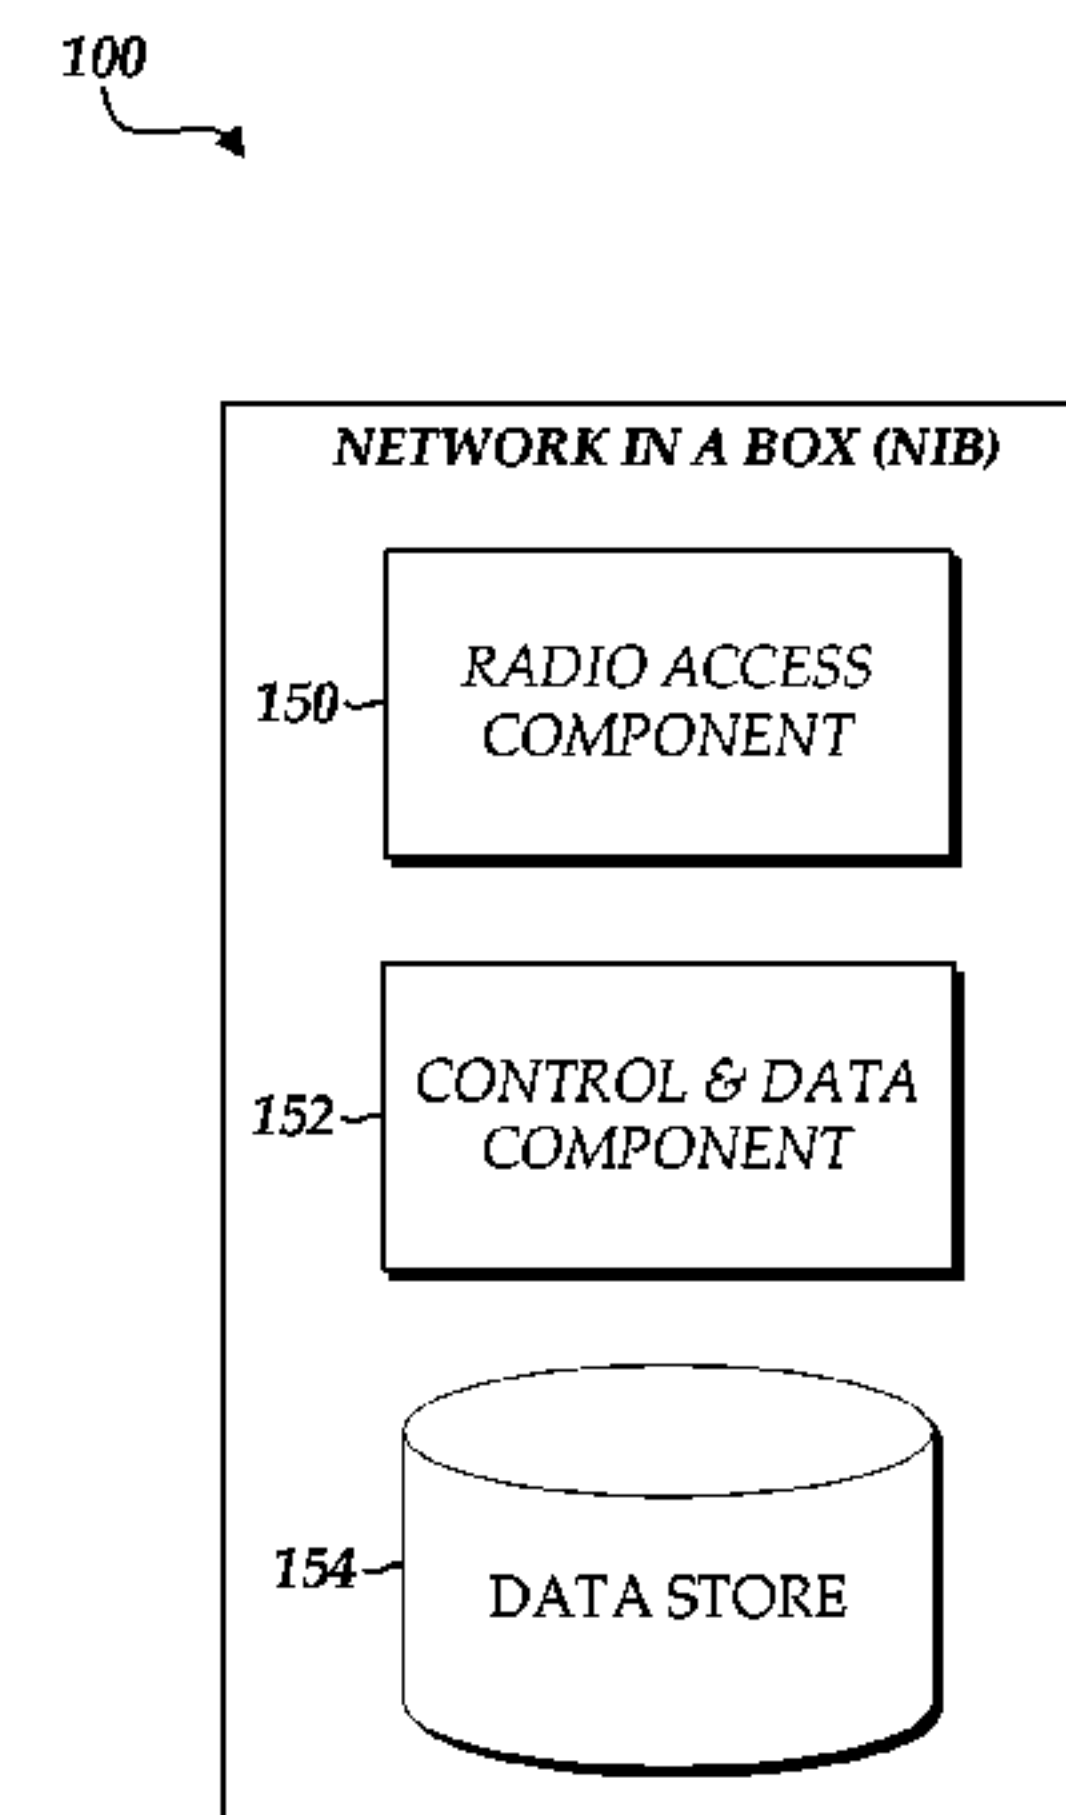 100
NETWORK IN A BOX (NIB)
150
RADIO ACCESS
COMPONENT
152
CONTROL & DATA
COMPONENT
154
DATA STORE